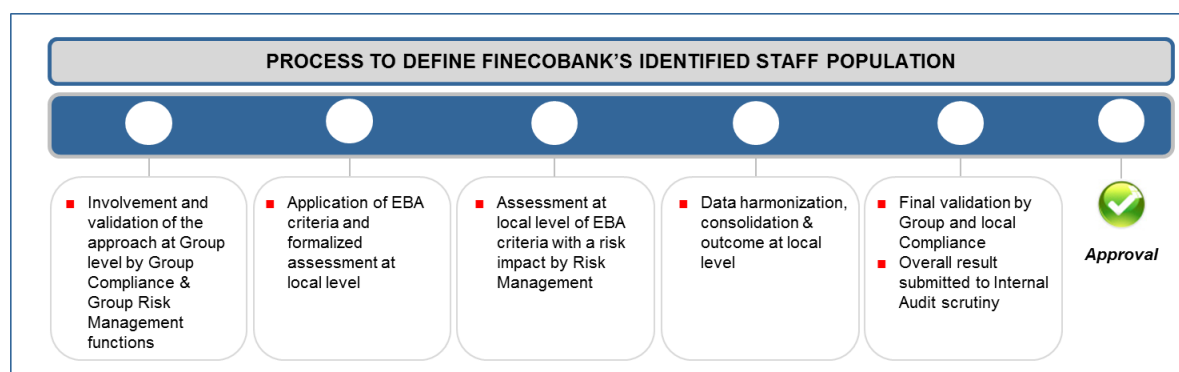 PROCESS TO DEFINE FINECOBANK'S IDENTIFIED STAFF POPULATION
Involvement and
validation of the
approach at Group
level by Group
Compliance &
Group Risk
Management
functions
Application of EBA
criteria and
formalized
assessment at
local level
Assessment at
local level of EBA
criteria with a risk
impact by Risk
Management
Data harmonization,
consolidation &
outcome at local
level
Final validation by
Group and local
Compliance
Overall result
submitted to Internal
Audit scrutiny
Approval